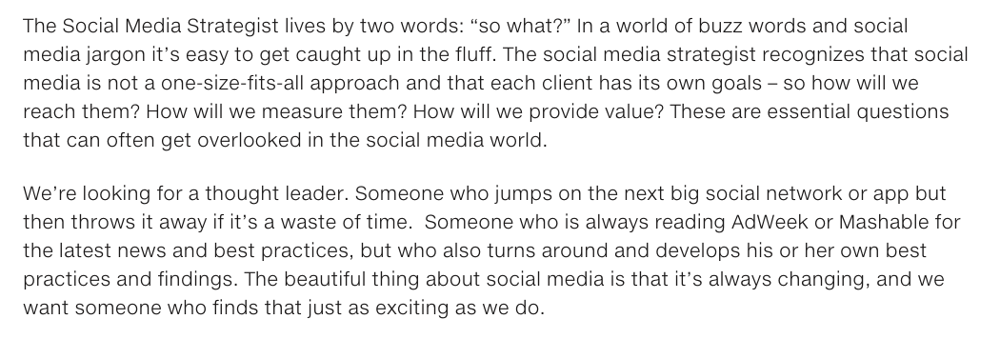 The Social Media Strategist lives by two words: “so what?” In a world of buzz words and social
media jargon it’s easy to get caught up in the fluff. The social media strategist recognizes that social
media is not a one-size-fits-all approach and that each client has its own goals – so how will we
reach them? How will we measure them? How will we provide value? These are essential questions
that can often get overlooked in the social media world.

We’re looking for a thought leader. Someone who jumps on the next big social network or app but
then throws it away if it’s a waste of time.  Someone who is always reading AdWeek or Mashable for
the latest news and best practices, but who also turns around and develops his or her own best
practices and findings. The beautiful thing about social media is that it’s always changing, and we
want someone who finds that just as exciting as we do.